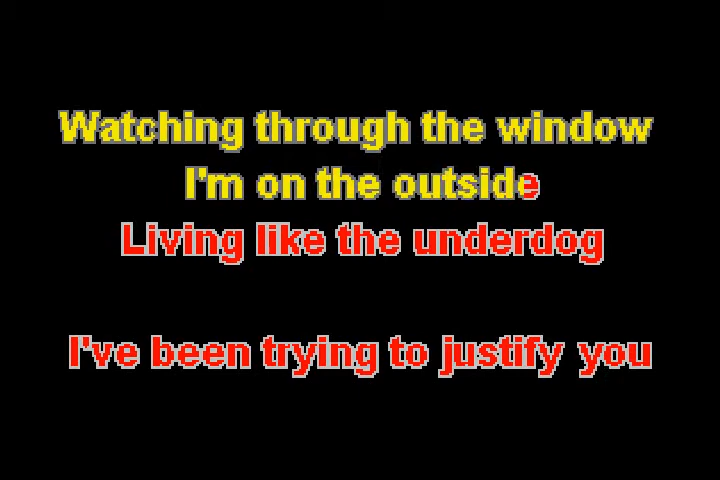 Watching through the window
I'm on the outside
Living like the underdog
I've been trying to justify you